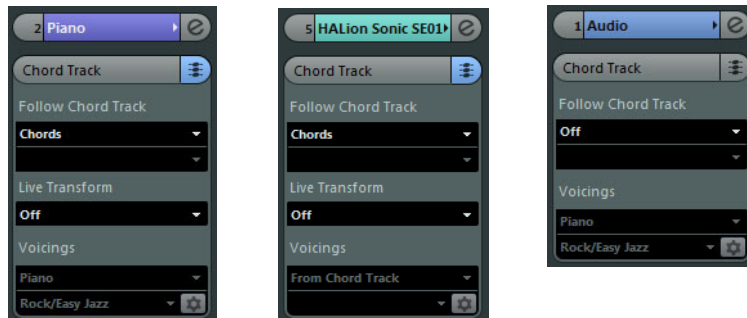 2 Piano
Chord Track
Follow Chord Track
Chords
Live Transform
Off
Voicings
Piano
Rock/Easy Jazz
5 HALion Sonic SE01
Chord Track
Follow Chord Track
Chords
Live Transform
Off
Voicings
From Chord Track
1 Audio
Chord Track
Follow Chord Track
Off
Voicings
Piano
Rock/Easy Jazz